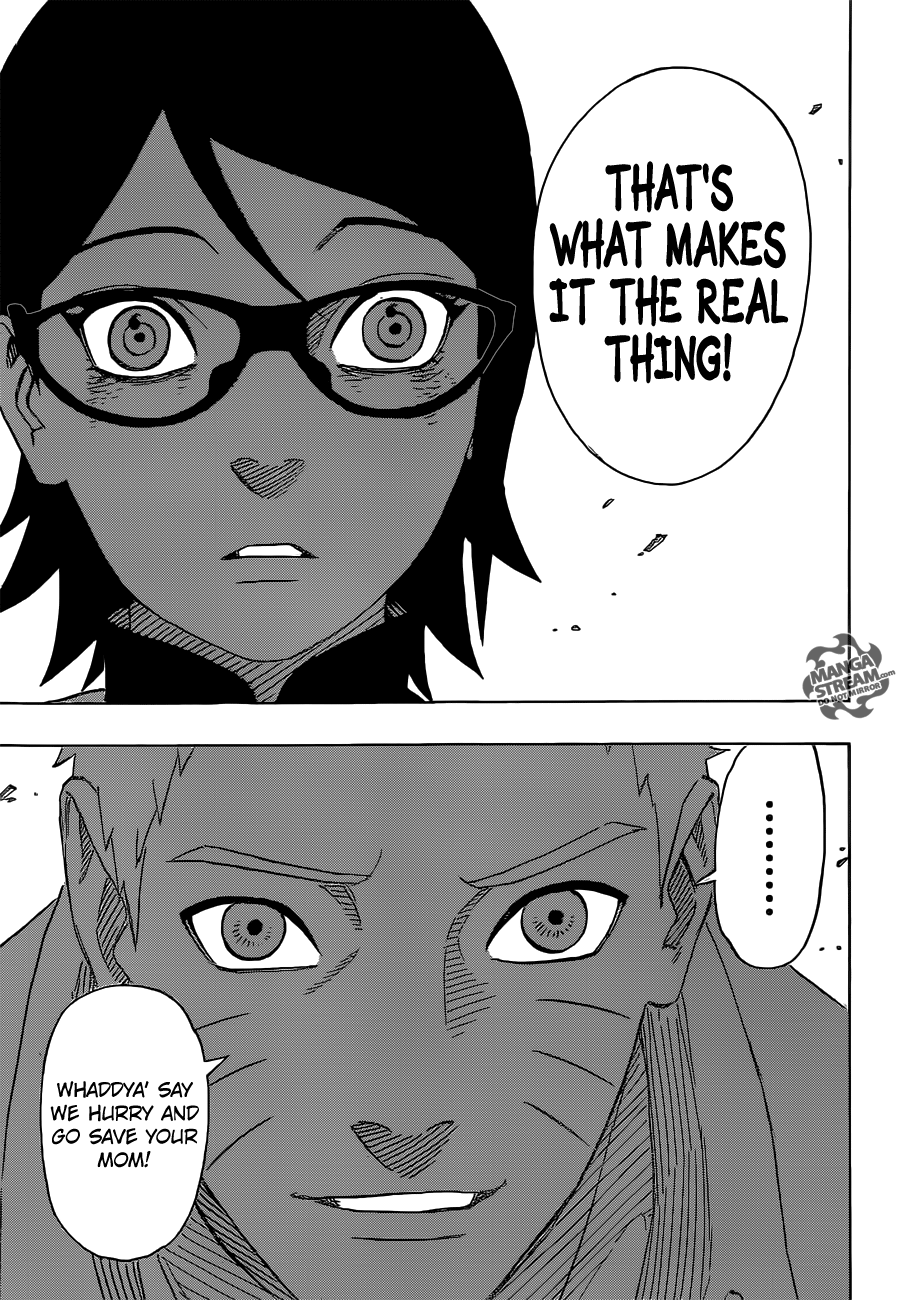 THAT'S
WHAT MAKES
IT THE REAL
THING!
MANGA
STREAM.com
DO NOT MIRROR
.......
WHADDYA' SAY
WE HURRY AND
GO SAVE YOUR
MOM!